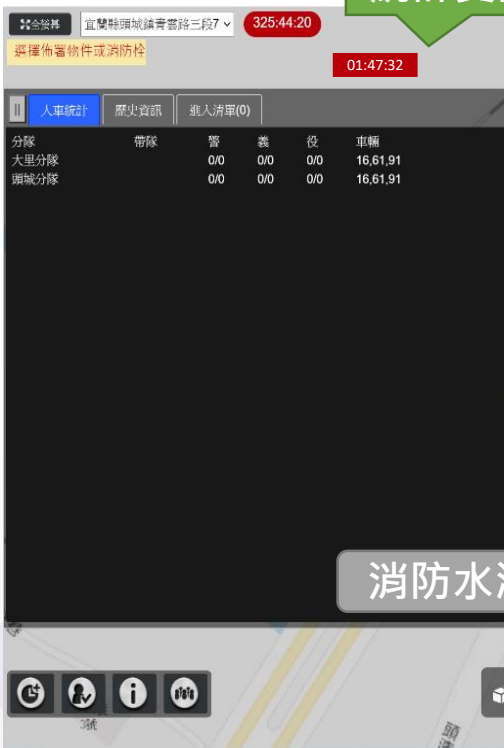 全螢幕 宜蘭縣頭城鎮青雲路三段7 325:44:20
選擇佈署物件或消防栓
01:47:32
人車統計 歷史資訊 進入清單(0)
分隊 帶隊 警 義 役 車輛
大里分隊 0/0 0/0 0/0 16,61,91
頭城分隊 0/0 0/0 0/0 16,61,91
消防水
3號